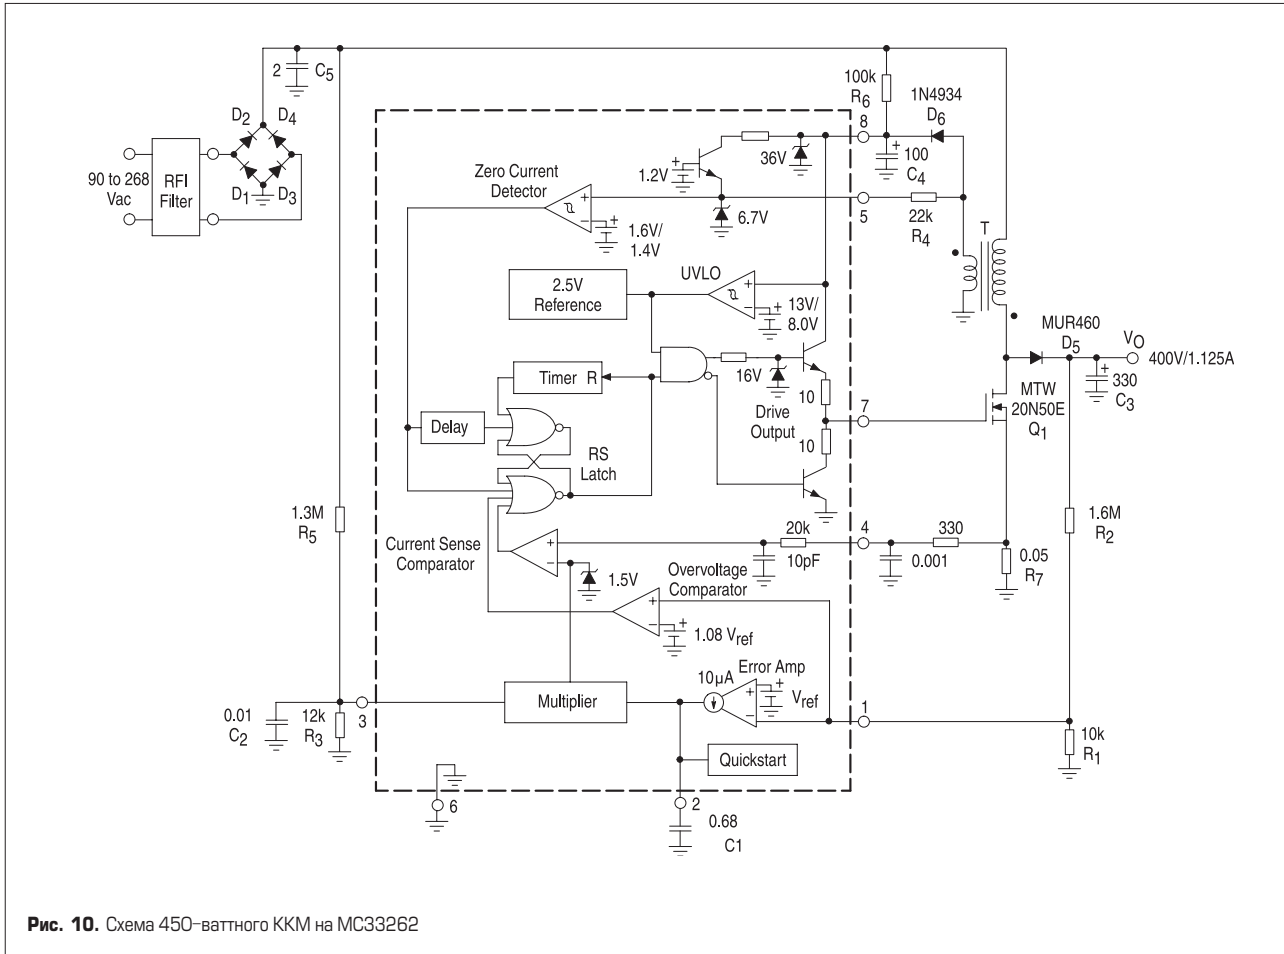 2
C5
D2
D4
D1
D3
90 to 268
Vac
RFI
Filter
100k
R6
1N4934
D6
8
100
C4
36V
1.2V
Zero Current
Detector
+
−
+
1.6V/
1.4V
6.7V
5
22k
R4
T
2.5V
Reference
UVLO
+
−
+
13V/
8.0V
MUR460
D5
VO
400V/1.125A
+
330
C3
MTW
20N50E
Q1
Timer R
16V
10
Drive
Output
10
7
Delay
RS
Latch
1.3M
R5
1.6M
R2
Current Sense
Comparator
+
−
1.5V
20k
10pF
4
330
0.001
0.05
R7
Overvoltage
Comparator
+
−
+
1.08 Vref
Error Amp
10µA
+
−
+
Vref
Multiplier
1
10k
R1
0.01
C2
12k
R3
3
Quickstart
6
2
0.68
C1
Рис. 10. Схема 450-ваттного ККМ на МС33262